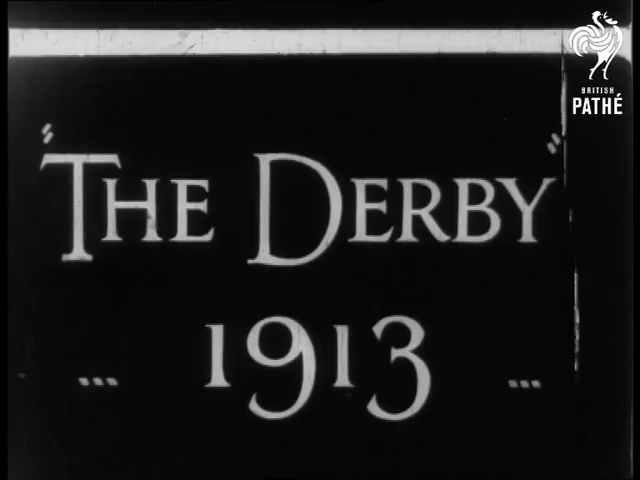 BRITISH
PATHÉ
"THE DERBY"
... 1913 ...